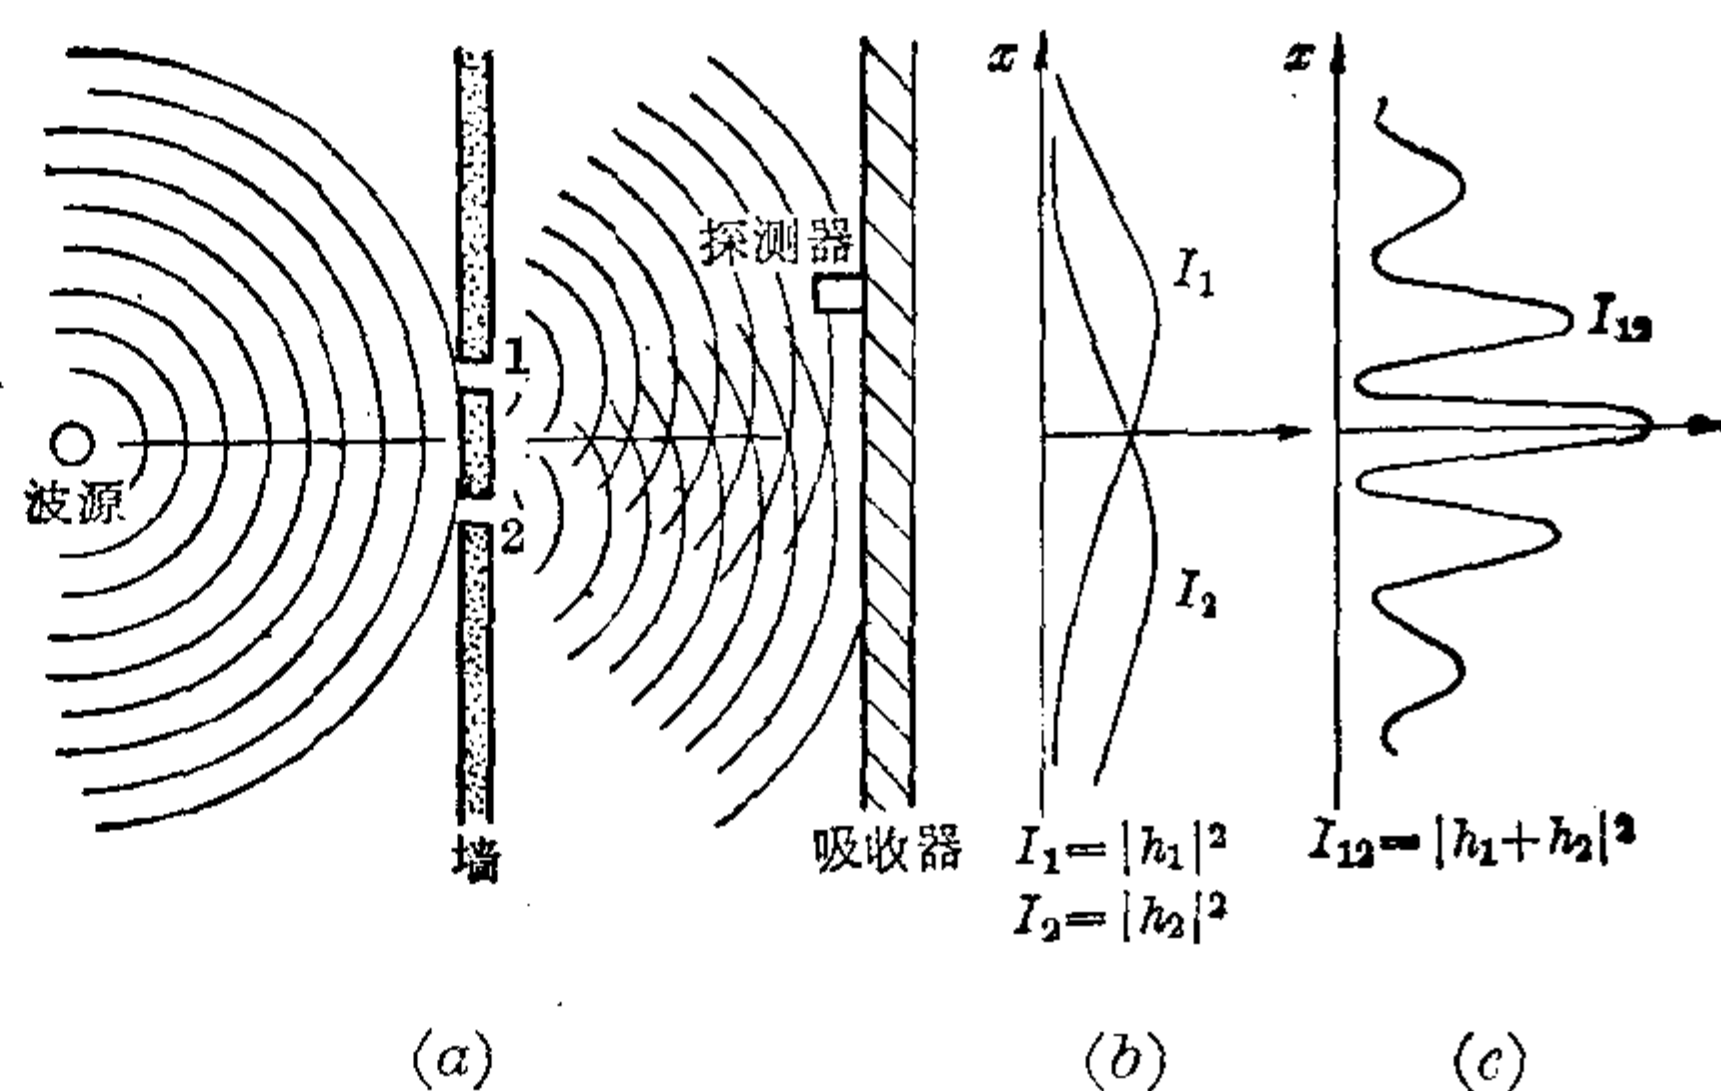 x
x
探测器
I₁
I₁₂
1
波源
2
I₂
墙
吸收器
I₁=|h₁|²
I₂=|h₂|²
I₁₂=|h₁+h₂|²
(a)
(b)
(c)